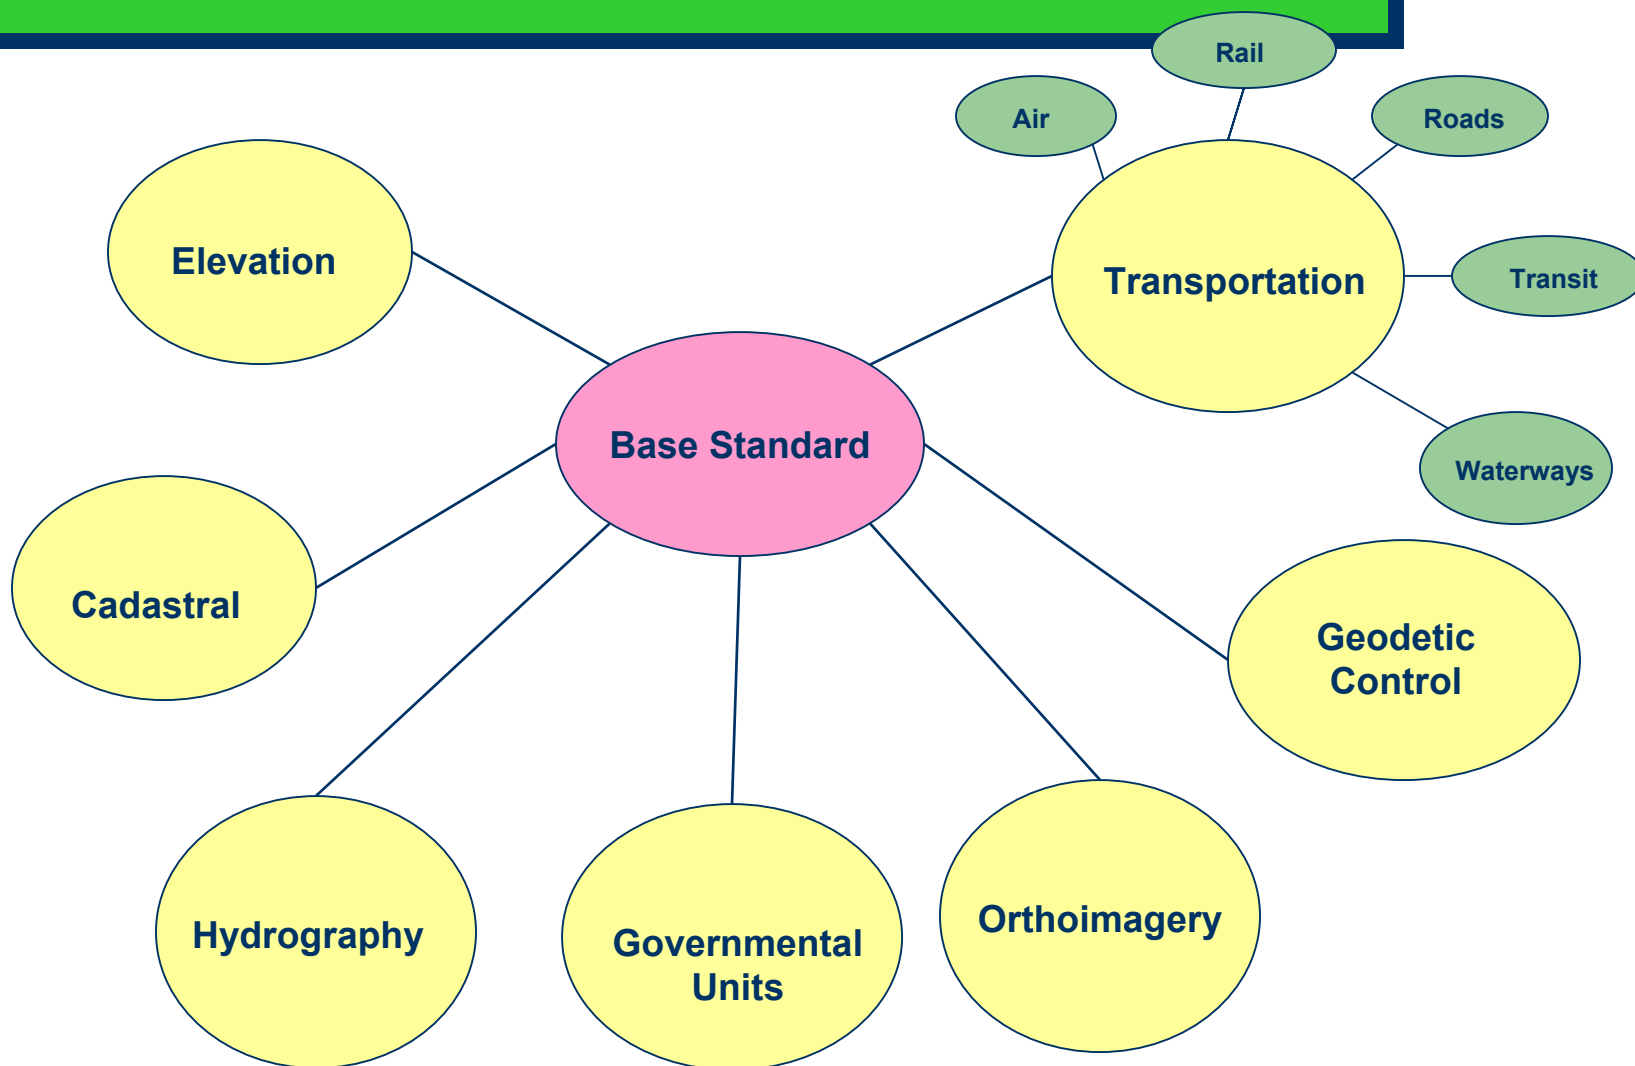 Rail
Air
Roads
Elevation
Transportation
Transit
Base Standard
Waterways
Cadastral
Geodetic
Control
Hydrography
Governmental
Units
Orthoimagery